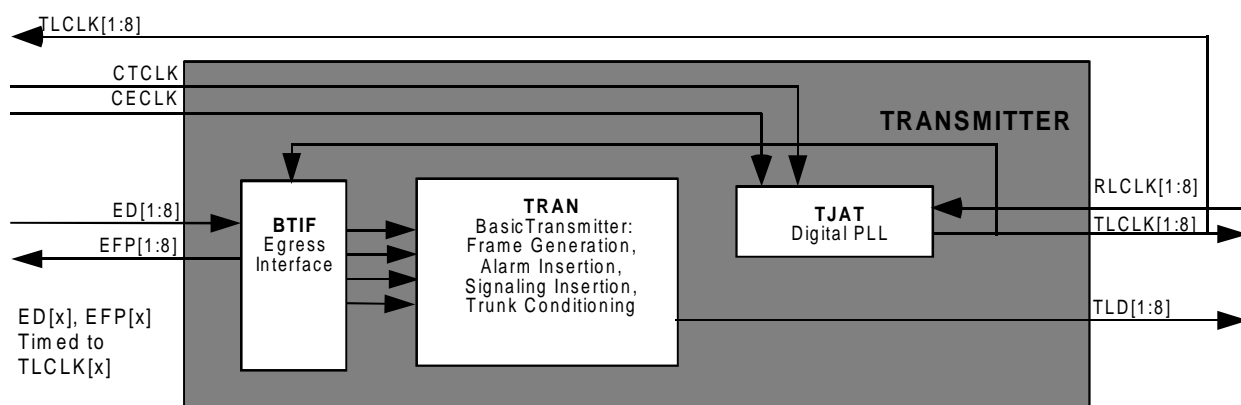 TLCLK[1:8]
CTCLK
CECLK
TRANSMITTER
RLCLK[1:8]
TLCLK[1:8]
ED[1:8]
EFP[1:8]
BTIF
Egress
Interface
TRAN
BasicTransmitter:
Frame Generation,
Alarm Insertion,
Signaling Insertion,
Trunk Conditioning
TJAT
Digital PLL
TLD[1:8]
ED[x], EFP[x]
Timed to
TLCLK[x]